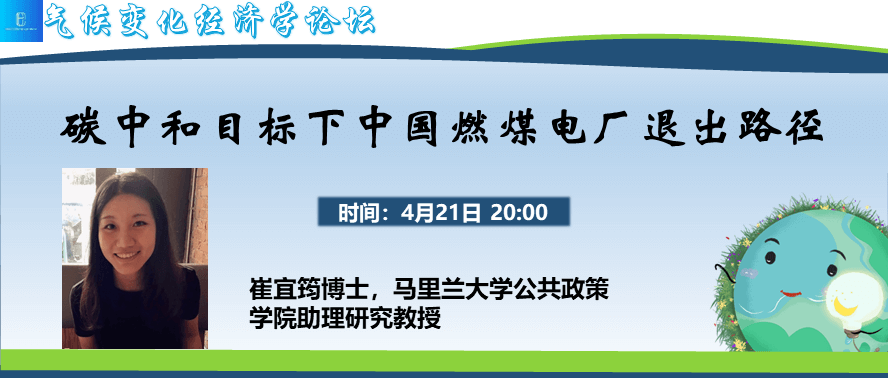 气候变化经济学论坛
碳中和目标下中国燃煤电厂退出路径
时间：4月21日 20:00
崔宜筠博士，马里兰大学公共政策
学院助理研究教授